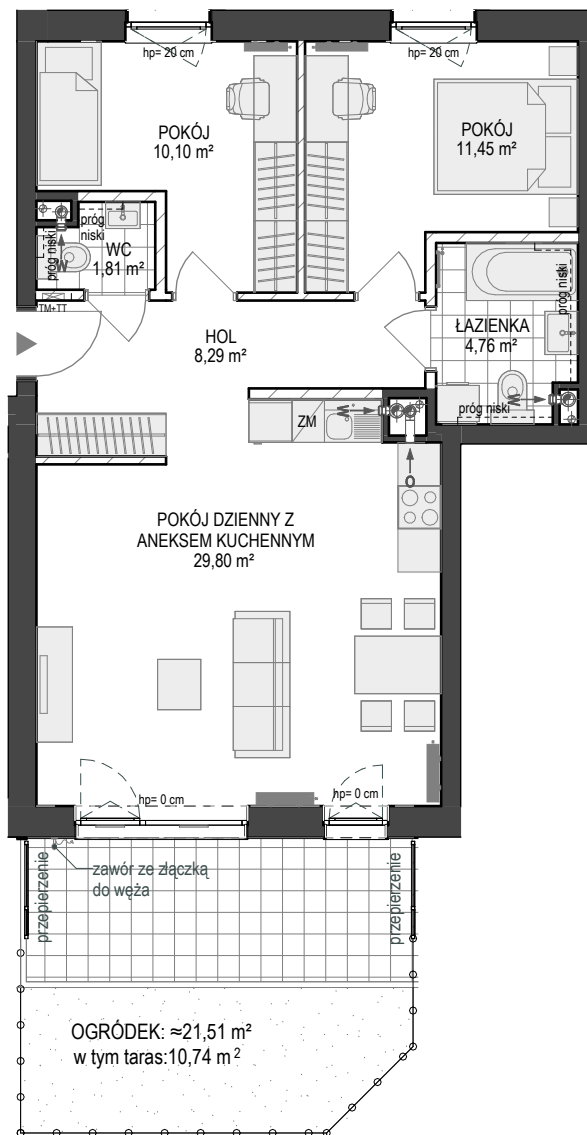 hp= 20 cm
hp= 20 cm
POKÓJ
10,10 m²
POKÓJ
11,45 m²
próg
niski
WC
1,81 m²
próg niski
W
TM+TT
HOL
8,29 m²
ŁAZIENKA
4,76 m²
próg niski
W
próg niski
ZM
W
O
POKÓJ DZIENNY Z
ANEKSEM KUCHENNYM
29,80 m²
hp= 0 cm
hp= 0 cm
przepierzenie
zawór ze złączką
do węża
przepierzenie
OGRÓDEK: ≈21,51 m²
w tym taras:10,74 m²